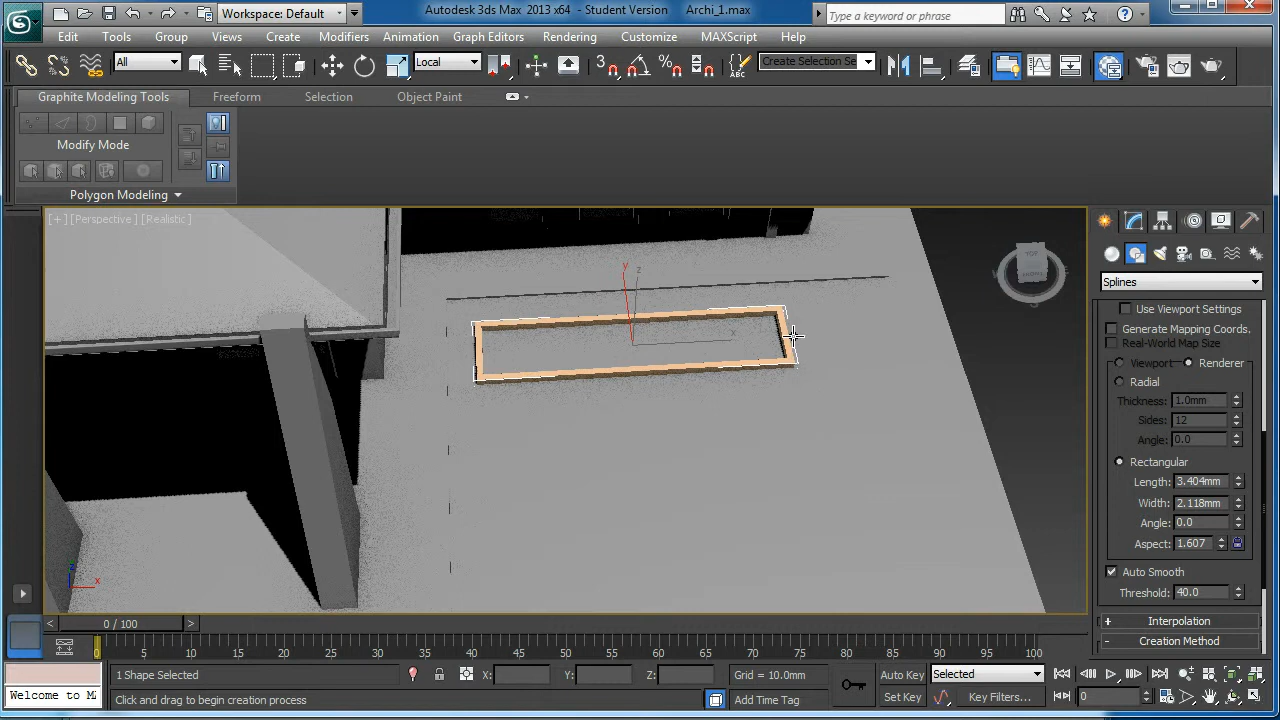 Workspace: Default
Autodesk 3ds Max 2013 x64 - Student Version Archi_1.max
Type a keyword or phrase
Edit Tools Group Views Create Modifiers Animation Graph Editors Rendering Customize MAXScript Help
All
Local
3
ABC
Create Selection Se
Graphite Modeling Tools Freeform Selection Object Paint
Modify Mode
Polygon Modeling
[+] [Perspective] [Realistic]
y z
x
z
x
TOP
FRONT
Splines
Use Viewport Settings
Generate Mapping Coords.
Real-World Map Size
Viewport Renderer
Radial
Thickness: 1.0mm
Sides: 12
Angle: 0.0
Rectangular
Length: 3.404mm
Width: 2.118mm
Angle: 0.0
Aspect: 1.607
Auto Smooth
Threshold: 40.0
+ Interpolation
- Creation Method
< 0 / 100 >
0 5 10 15 20 25 30 35 40 45 50 55 60 65 70 75 80 85 90 95 100
1 Shape Selected
X: Y: Z:
Grid = 10.0mm
Auto Key
Selected
Welcome to MA
Click and drag to begin creation process
Add Time Tag
Set Key
Key Filters...
0